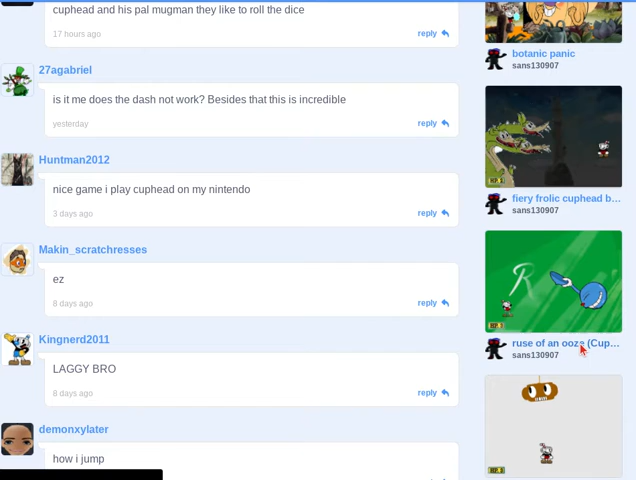 cuphead and his pal mugman they like to roll the dice
17 hours ago
reply
27agabriel
is it me does the dash not work? Besides that this is incredible
yesterday
reply
Huntman2012
nice game i play cuphead on my nintendo
3 days ago
reply
Makin_scratchresses
ez
8 days ago
reply
Kingnerd2011
LAGGY BRO
8 days ago
reply
demonxylater
how i jump
botanic panic
sans130907
fiery frolic cuphead b...
sans130907
R
ruse of an ooze (Cup...
sans130907